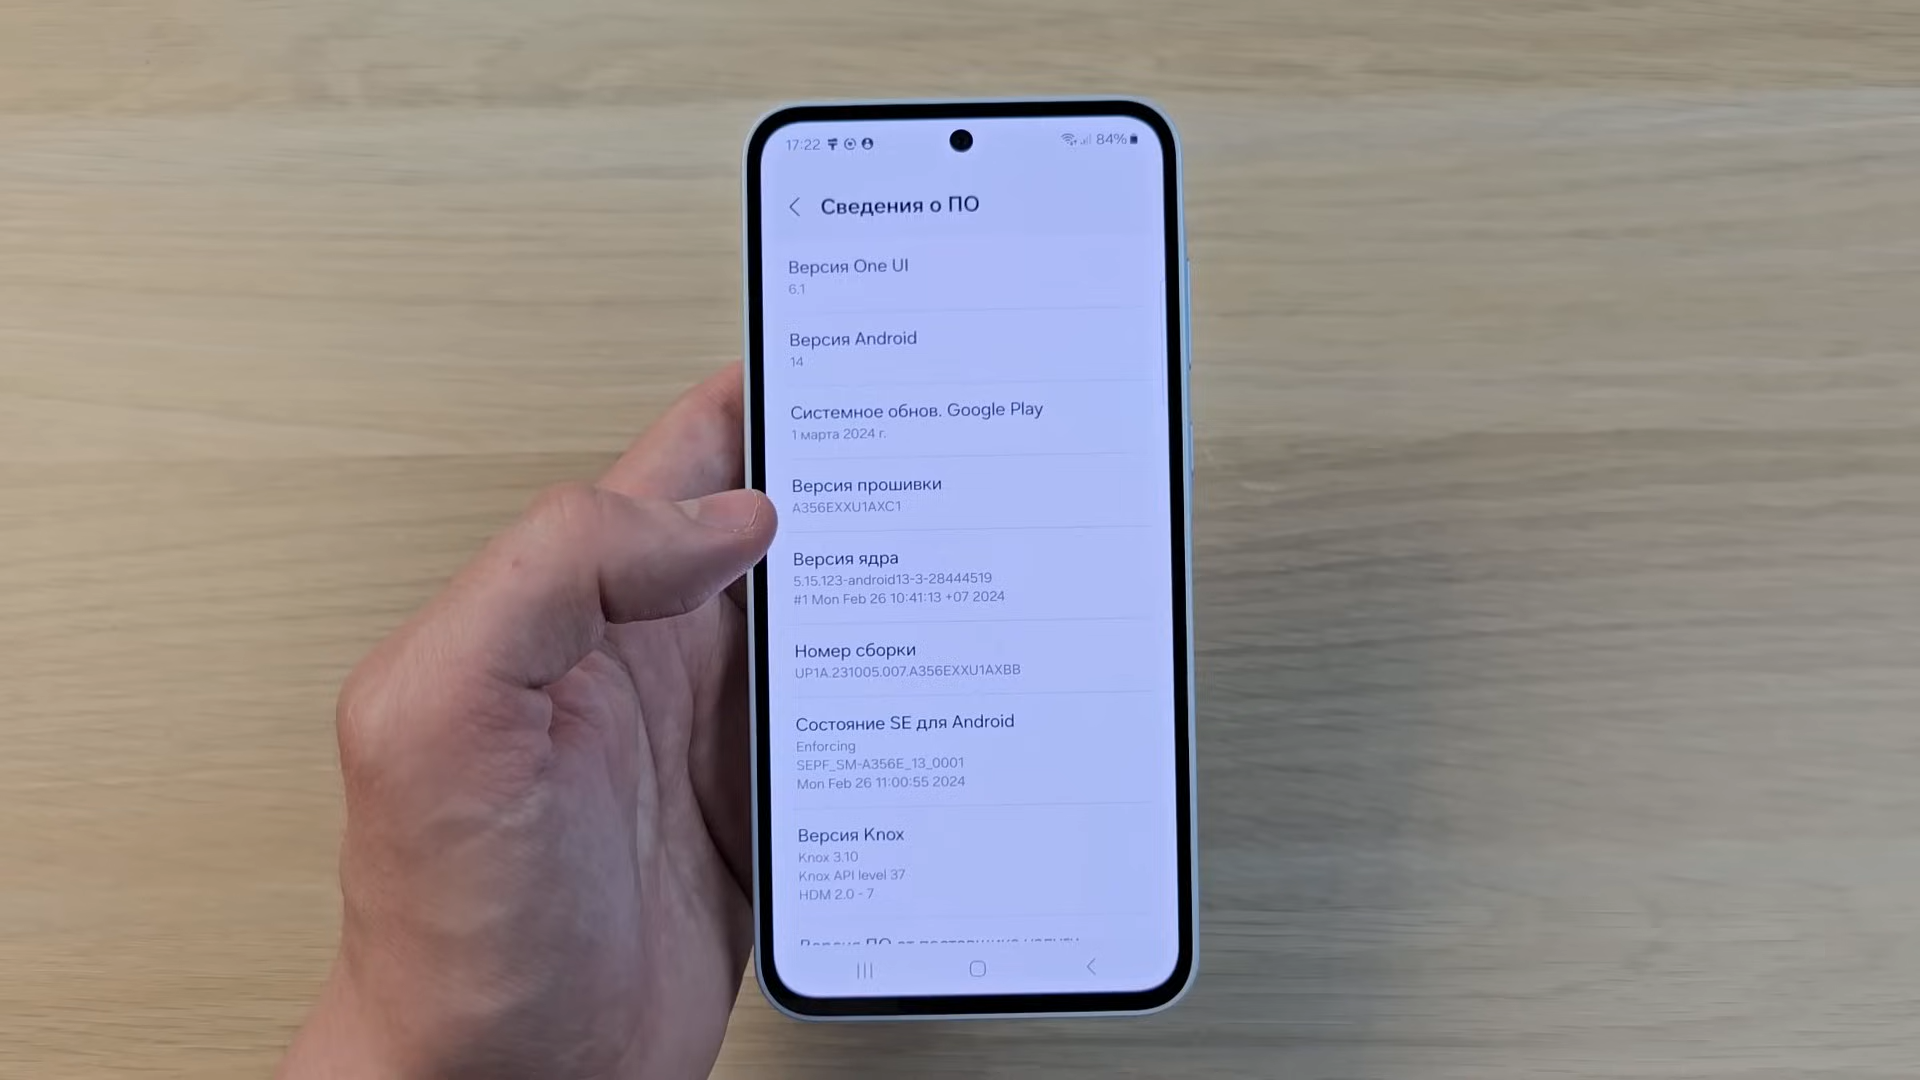 17:22
84%
Сведения о ПО
Версия One UI
6.1
Версия Android
14
Системное обнов. Google Play
1 марта 2024 г.
Версия прошивки
A356EXXU1AXC1
Версия ядра
5.15.123-android13-3-28444519
#1 Mon Feb 26 10:41:13 +07 2024
Номер сборки
UP1A.231005.007.A356EXXU1AXBB
Состояние SE для Android
Enforcing
SEPF_SM-A356E_13_0001
Mon Feb 26 11:00:55 2024
Версия Knox
Knox 3.10
Knox API level 37
HDM 2.0 - 7